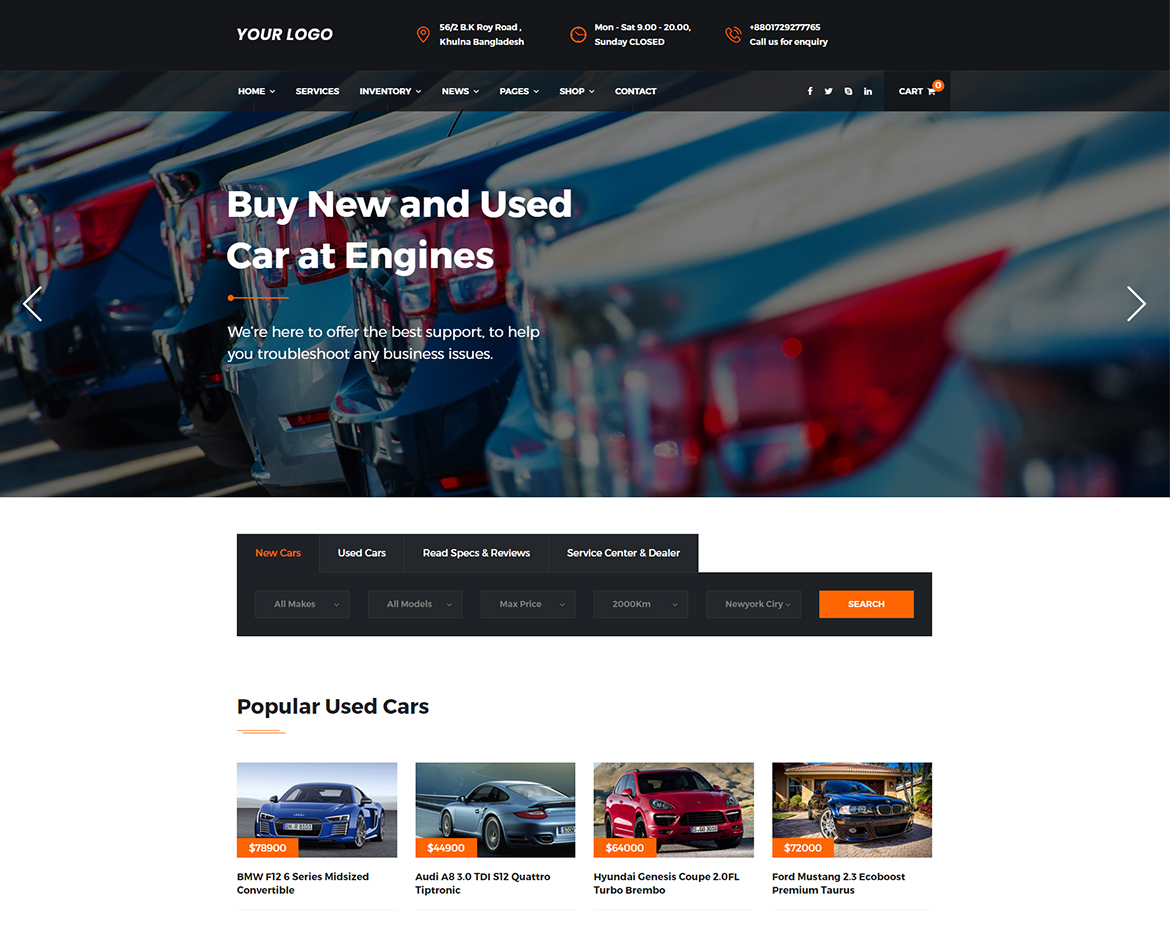 YOUR LOGO
56/2 B.K Roy Road ,
Khulna Bangladesh
Mon - Sat 9.00 - 20.00,
Sunday CLOSED
+8801729277765
Call us for enquiry
HOME
SERVICES
INVENTORY
NEWS
PAGES
SHOP
CONTACT
CART
0
Buy New and Used
Car at Engines
We're here to offer the best support, to help
you troubleshoot any business issues.
New Cars
Used Cars
Read Specs & Reviews
Service Center & Dealer
All Makes
All Models
Max Price
2000Km
Newyork Ciry
SEARCH
Popular Used Cars
$78900
$44900
$64000
$72000
BMW F12 6 Series Midsized
Convertible
Audi A8 3.0 TDI S12 Quattro
Tiptronic
Hyundai Genesis Coupe 2.0FL
Turbo Brembo
Ford Mustang 2.3 Ecoboost
Premium Taurus